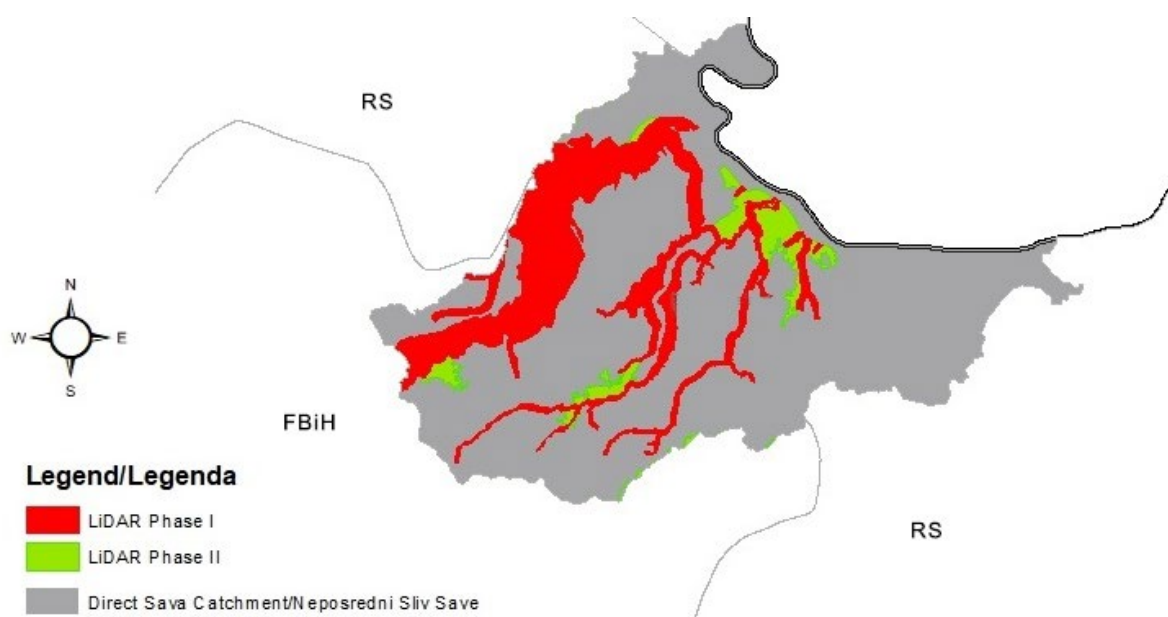 RS
N
W E
S
FBiH
Legend/Legenda
LiDAR Phase I
LiDAR Phase II
RS
Direct Sava Catchment/Neposredni Sliv Save